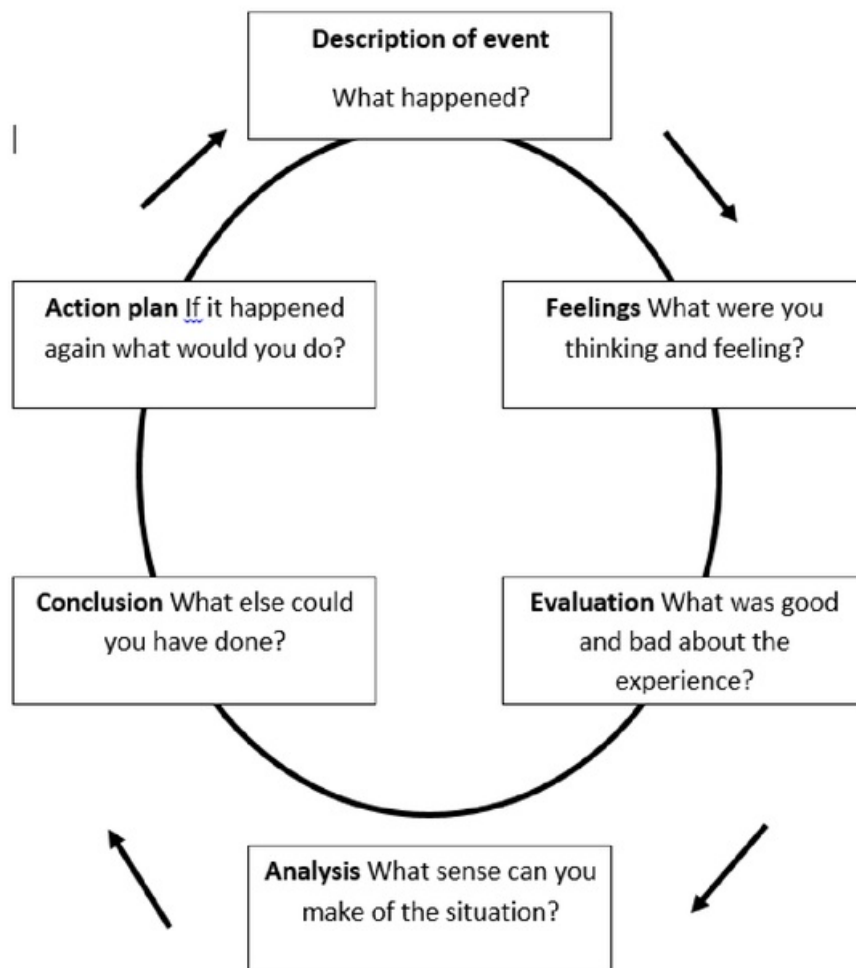 Description of event
What happened?
Feelings What were you
thinking and feeling?
Evaluation What was good
and bad about the
experience?
Analysis What sense can you
make of the situation?
Conclusion What else could
you have done?
Action plan If it happened
again what would you do?